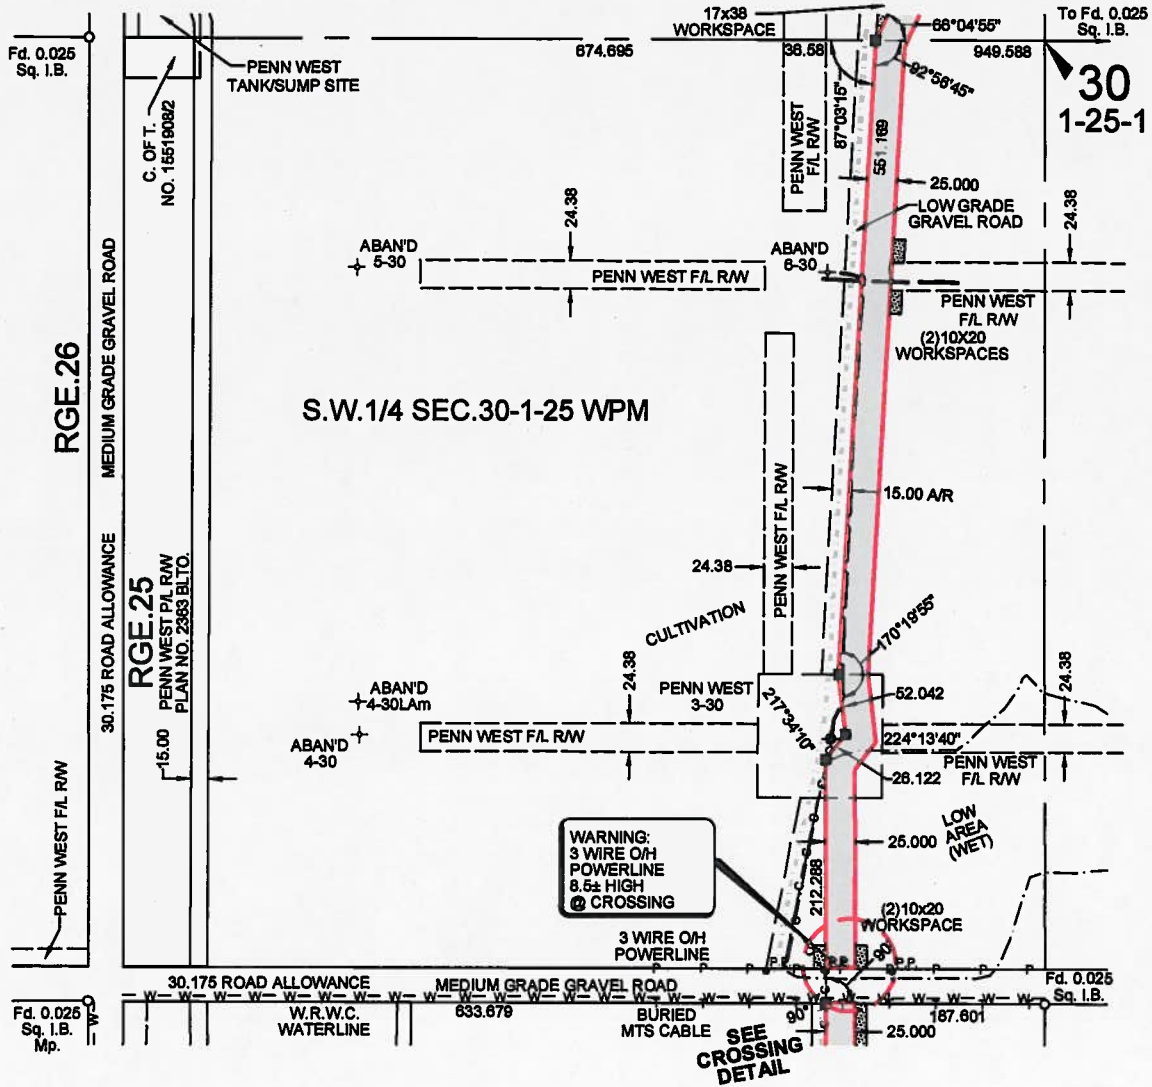 17x38
WORKSPACE
66°04'55"
To Fd. 0.025
Sq. I.B.
Fd. 0.025
Sq. I.B.
674.695
36.58
949.588
PENN WEST
TANK/SUMP SITE
92°56'45"
30
1-25-1
C. OF T.
NO. 1551908/2
PENN WEST
F/L R/W
87°03'15"
551.169
25.000
LOW GRADE
GRAVEL ROAD
24.38
24.38
ABAN'D
5-30
PENN WEST F/L R/W
ABAN'D
6-30
PENN WEST
F/L R/W
(2)10X20
WORKSPACES
RGE.26
MEDIUM GRADE GRAVEL ROAD
S.W.1/4 SEC.30-1-25 WPM
15.00 A/R
PENN WEST F/L R/W
24.38
30.175 ROAD ALLOWANCE
RGE.25
PENN WEST P/L R/W
PLAN NO. 2363 BLTO.
15.00
CULTIVATION
170°19'55"
24.38
PENN WEST
3-30
52.042
24.38
ABAN'D
4-30LAm
217°34'10"
PENN WEST F/L R/W
224°13'40"
ABAN'D
4-30
PENN WEST
F/L R/W
26.122
PENN WEST F/L R/W
LOW
AREA
(WET)
WARNING:
3 WIRE O/H
POWERLINE
8.5± HIGH
@ CROSSING
25.000
212.288
(2)10x20
WORKSPACE
3 WIRE O/H
POWERLINE
90°
30.175 ROAD ALLOWANCE
MEDIUM GRADE GRAVEL ROAD
Fd. 0.025
Sq. I.B.
Fd. 0.025
Sq. I.B.
Mp.
W.R.W.C.
WATERLINE
633.679
BURIED
MTS CABLE
90°
187.601
25.000
SEE
CROSSING
DETAIL